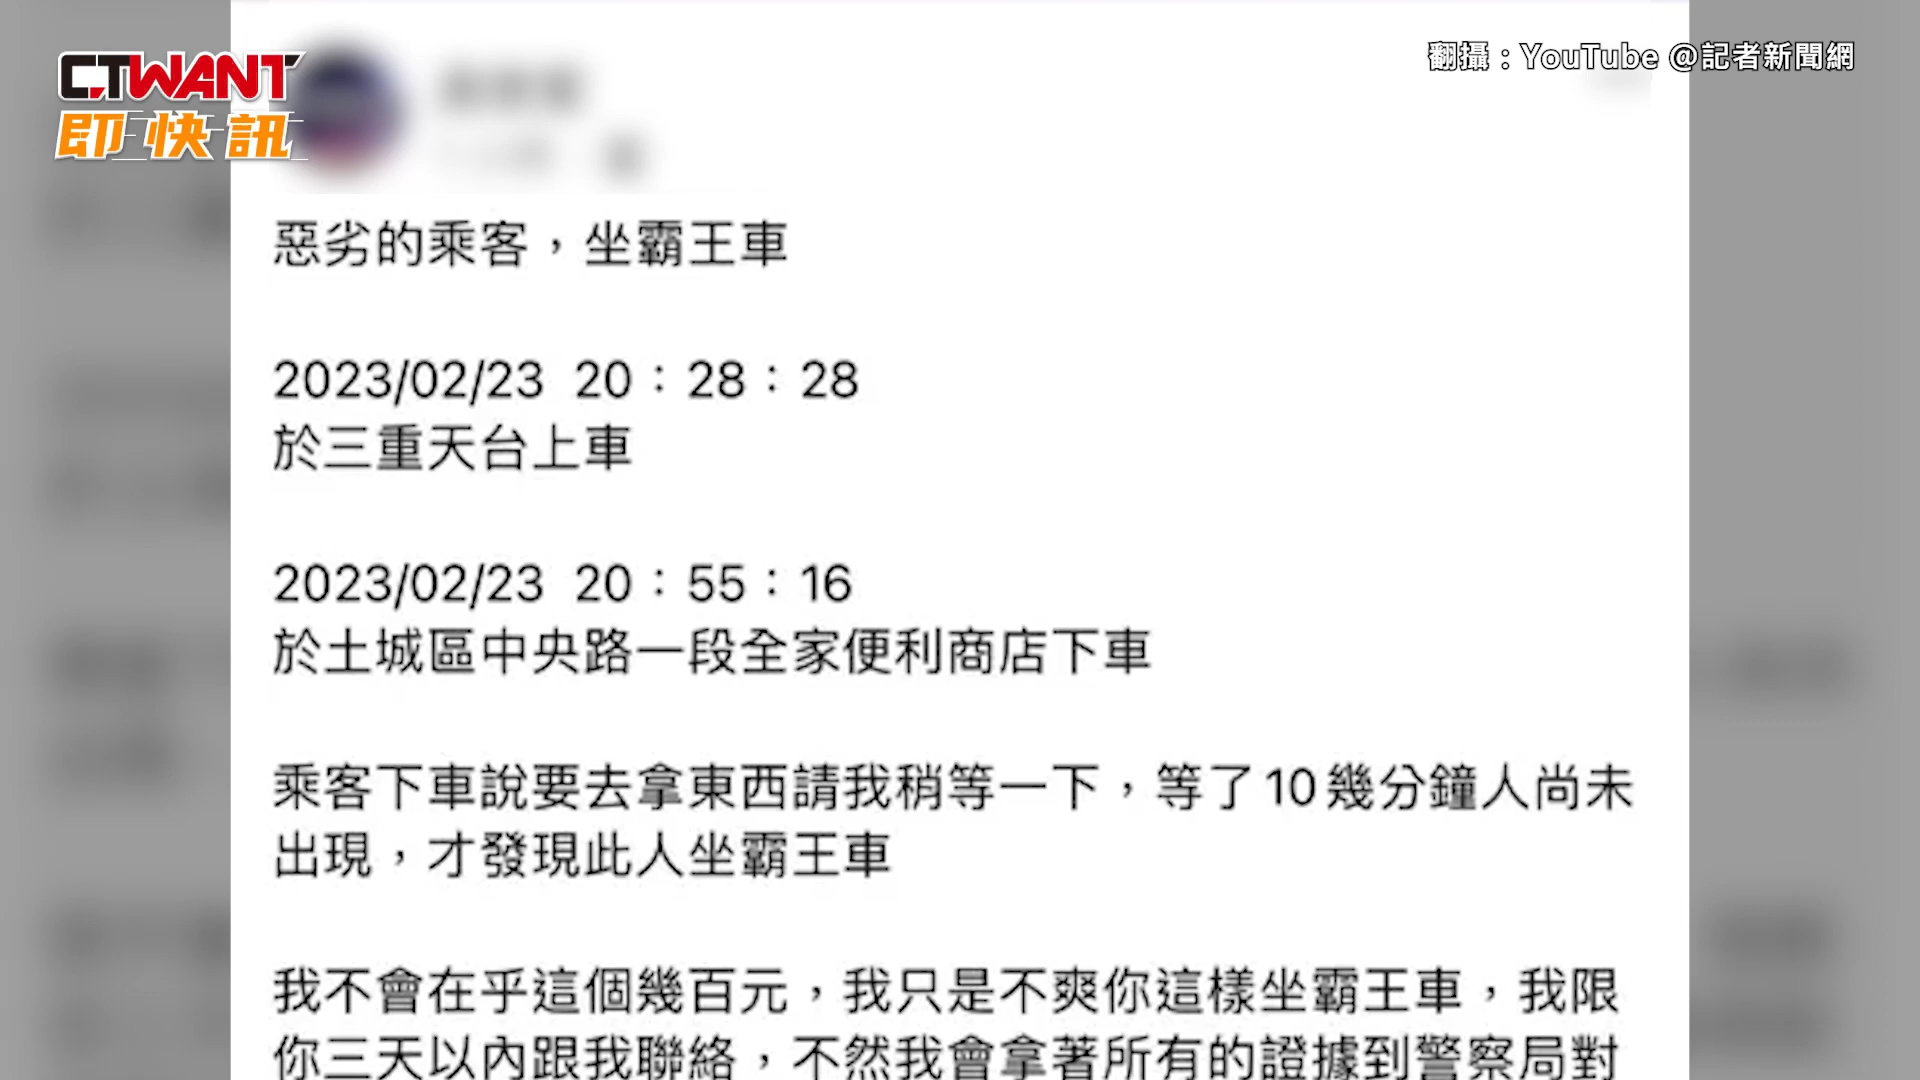 CTWANT
即快訊
翻攝：YouTube @記者新聞網
惡劣的乘客，坐霸王車
2023/02/23 20：28：28
於三重天台上車
2023/02/23 20：55：16
於土城區中央路一段全家便利商店下車
乘客下車說要去拿東西請我稍等一下，等了10幾分鐘人尚未
出現，才發現此人坐霸王車
我不會在乎這個幾百元，我只是不爽你這樣坐霸王車，我限
你三天以內跟我聯絡，不然我會拿著所有的證據到警察局對